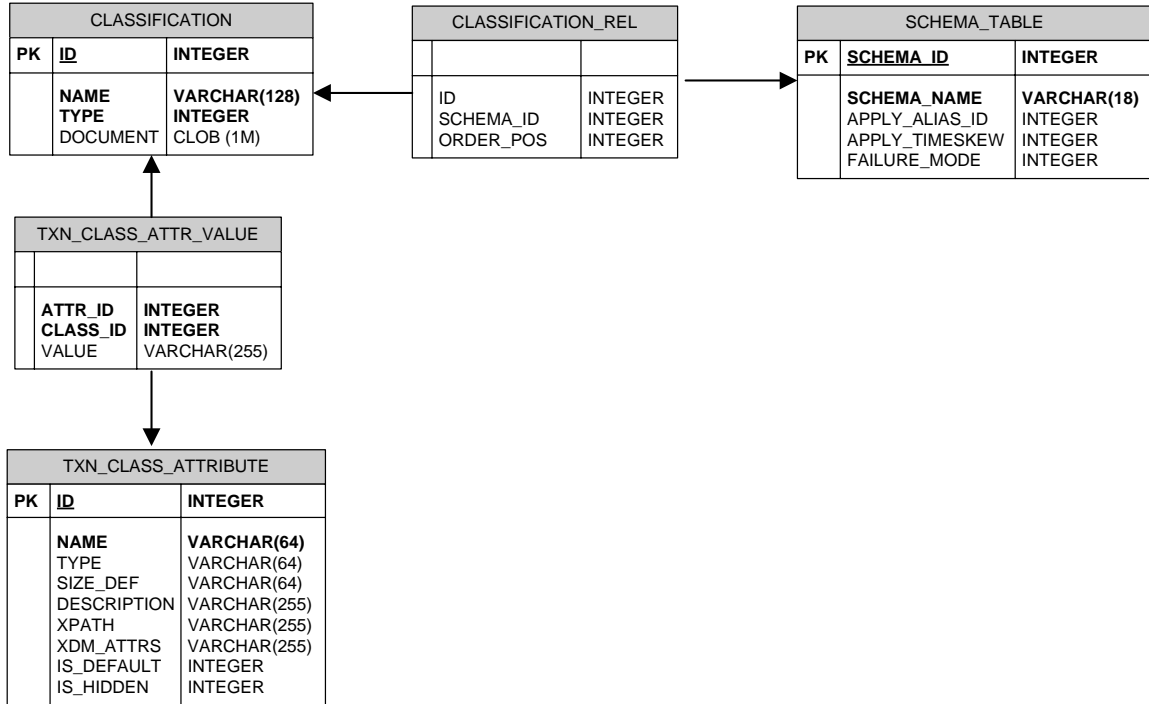 CLASSIFICATION
PK ID INTEGER
NAME VARCHAR(128)
TYPE INTEGER
DOCUMENT CLOB (1M)
CLASSIFICATION_REL
ID INTEGER
SCHEMA_ID INTEGER
ORDER_POS INTEGER
SCHEMA_TABLE
PK SCHEMA_ID INTEGER
SCHEMA_NAME VARCHAR(18)
APPLY_ALIAS_ID INTEGER
APPLY_TIMESKEW INTEGER
FAILURE_MODE INTEGER
TXN_CLASS_ATTR_VALUE
ATTR_ID INTEGER
CLASS_ID INTEGER
VALUE VARCHAR(255)
TXN_CLASS_ATTRIBUTE
PK ID INTEGER
NAME VARCHAR(64)
TYPE VARCHAR(64)
SIZE_DEF VARCHAR(64)
DESCRIPTION VARCHAR(255)
XPATH VARCHAR(255)
XDM_ATTRS VARCHAR(255)
IS_DEFAULT INTEGER
IS_HIDDEN INTEGER